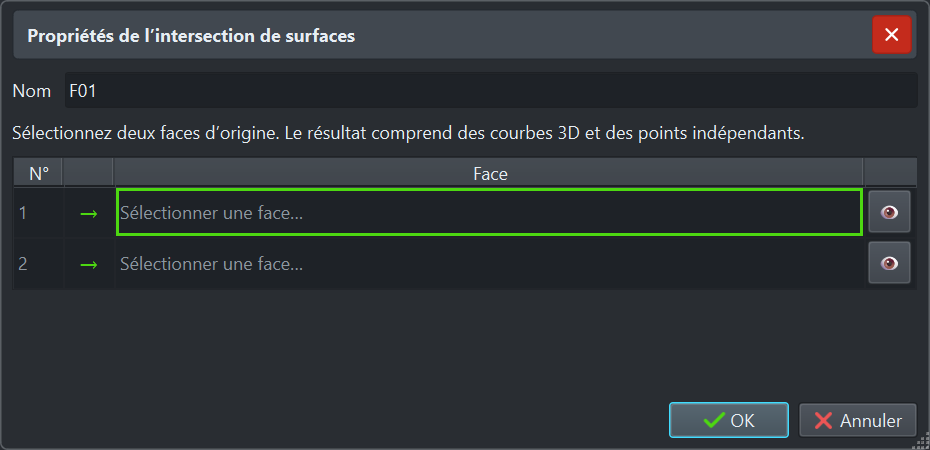 Propriétés de l’intersection de surfaces
Nom F01
Sélectionnez deux faces d’origine. Le résultat comprend des courbes 3D et des points indépendants.
N° Face
1 → Sélectionner une face...
2 → Sélectionner une face...
OK Annuler